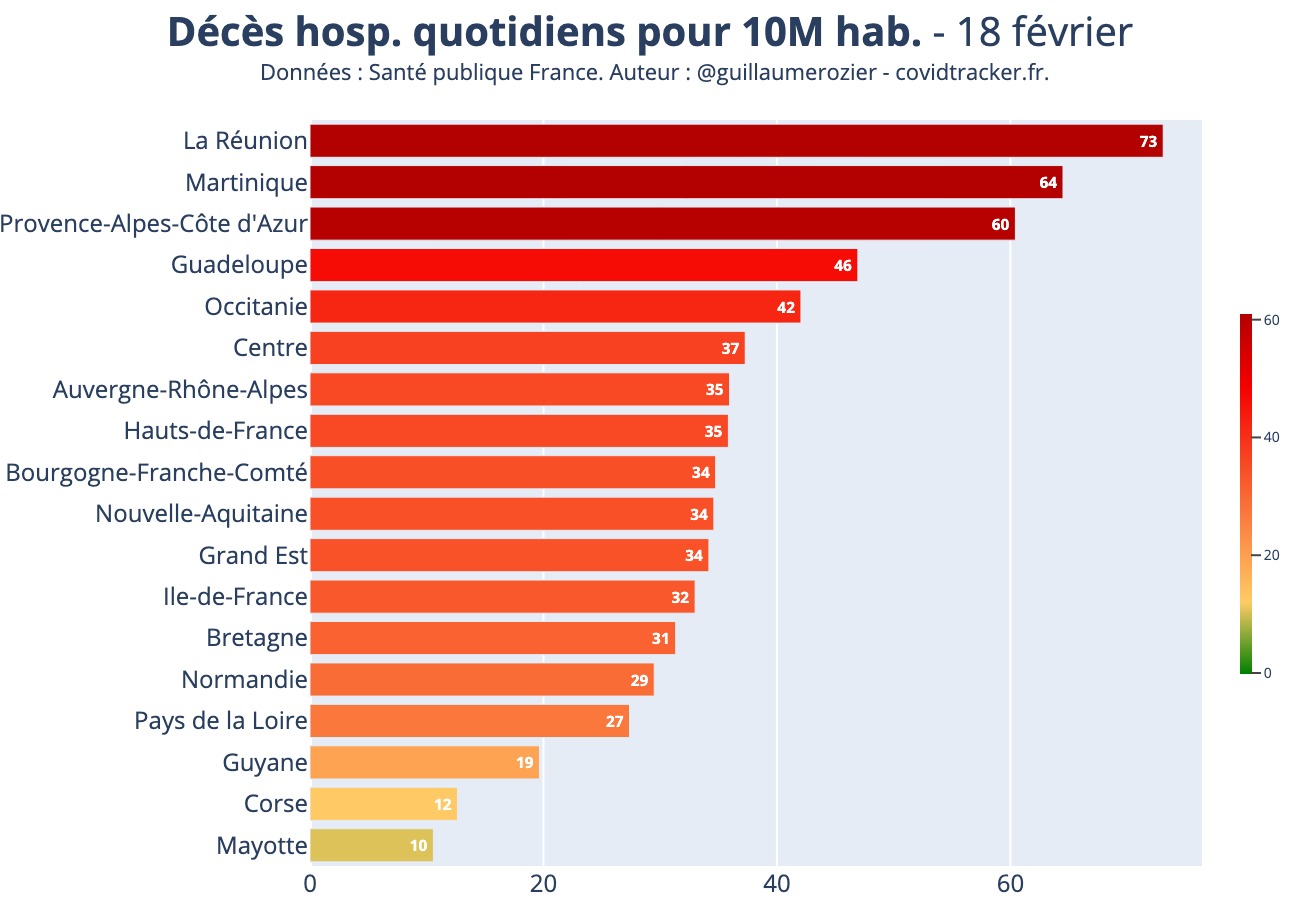 Décès hosp. quotidiens pour 10M hab. - 18 février
Données : Santé publique France. Auteur : @guillaumerozier - covidtracker.fr.
La Réunion 73
Martinique 64
Provence-Alpes-Côte d'Azur 60
Guadeloupe 46
Occitanie 42
Centre 37
Auvergne-Rhône-Alpes 35
Hauts-de-France 35
Bourgogne-Franche-Comté 34
Nouvelle-Aquitaine 34
Grand Est 34
Ile-de-France 32
Bretagne 31
Normandie 29
Pays de la Loire 27
Guyane 19
Corse 12
Mayotte 10
0 20 40 60
60
40
20
0